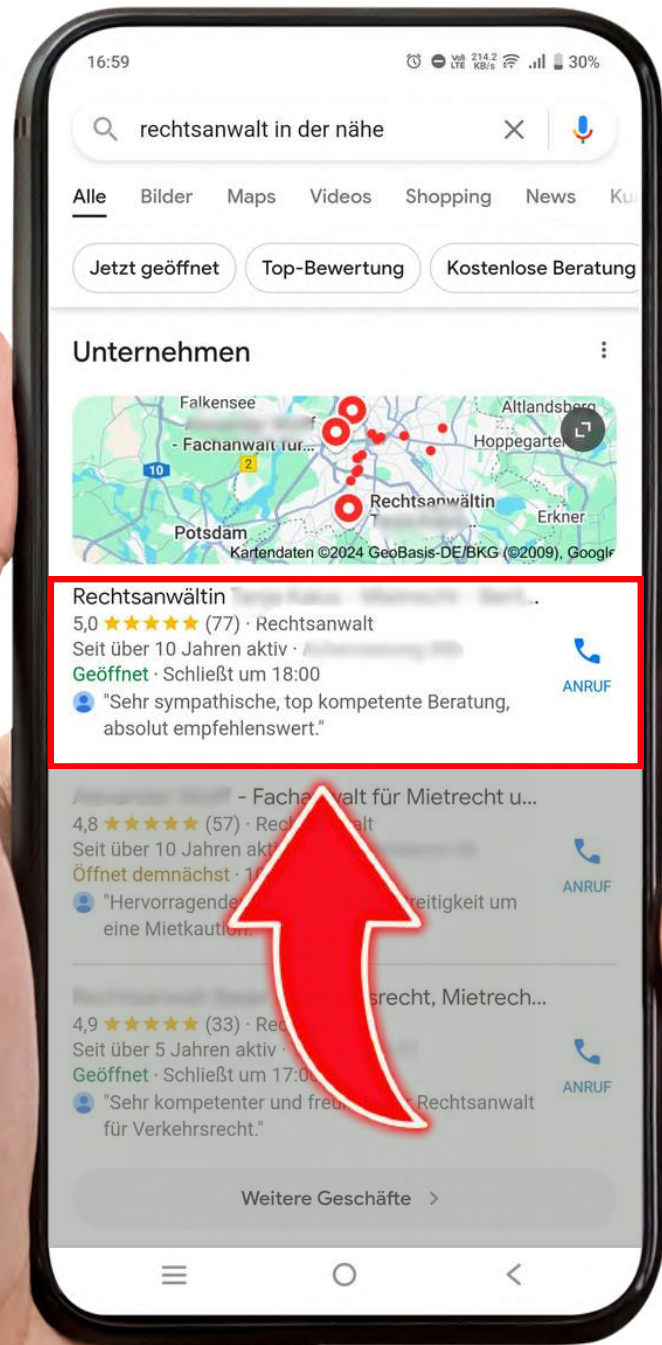 16:59
VoI) LTE 214.2 KB/s 30%
rechtsanwalt in der nähe
Alle Bilder Maps Videos Shopping News Ku
Jetzt geöffnet Top-Bewertung Kostenlose Beratung
Unternehmen
Falkensee
Altlandsberg
- Fachanwalt für...
Hoppegarten
10
2
Rechtsanwältin
Potsdam
Erkner
Kartendaten ©2024 GeoBasis-DE/BKG (©2009), Google
Rechtsanwältin
5,0 ★★★★★ (77) · Rechtsanwalt
Seit über 10 Jahren aktiv ·
Geöffnet · Schließt um 18:00
ANRUF
"Sehr sympathische, top kompetente Beratung,
absolut empfehlenswert."
- Fachanwalt für Mietrecht u...
4,8 ★★★★★ (57) ·
Seit über 10 Jahren
Öffnet demnächst ·
ANRUF
eine Mietkaution."
Mietrech...
4,9 ★★★★★ (33) ·
Seit über 5 Jahren aktiv ·
Geöffnet · Schließt um 17:00
ANRUF
"Sehr kompetenter und Rechtsanwalt
für Verkehrsrecht."
Weitere Geschäfte >